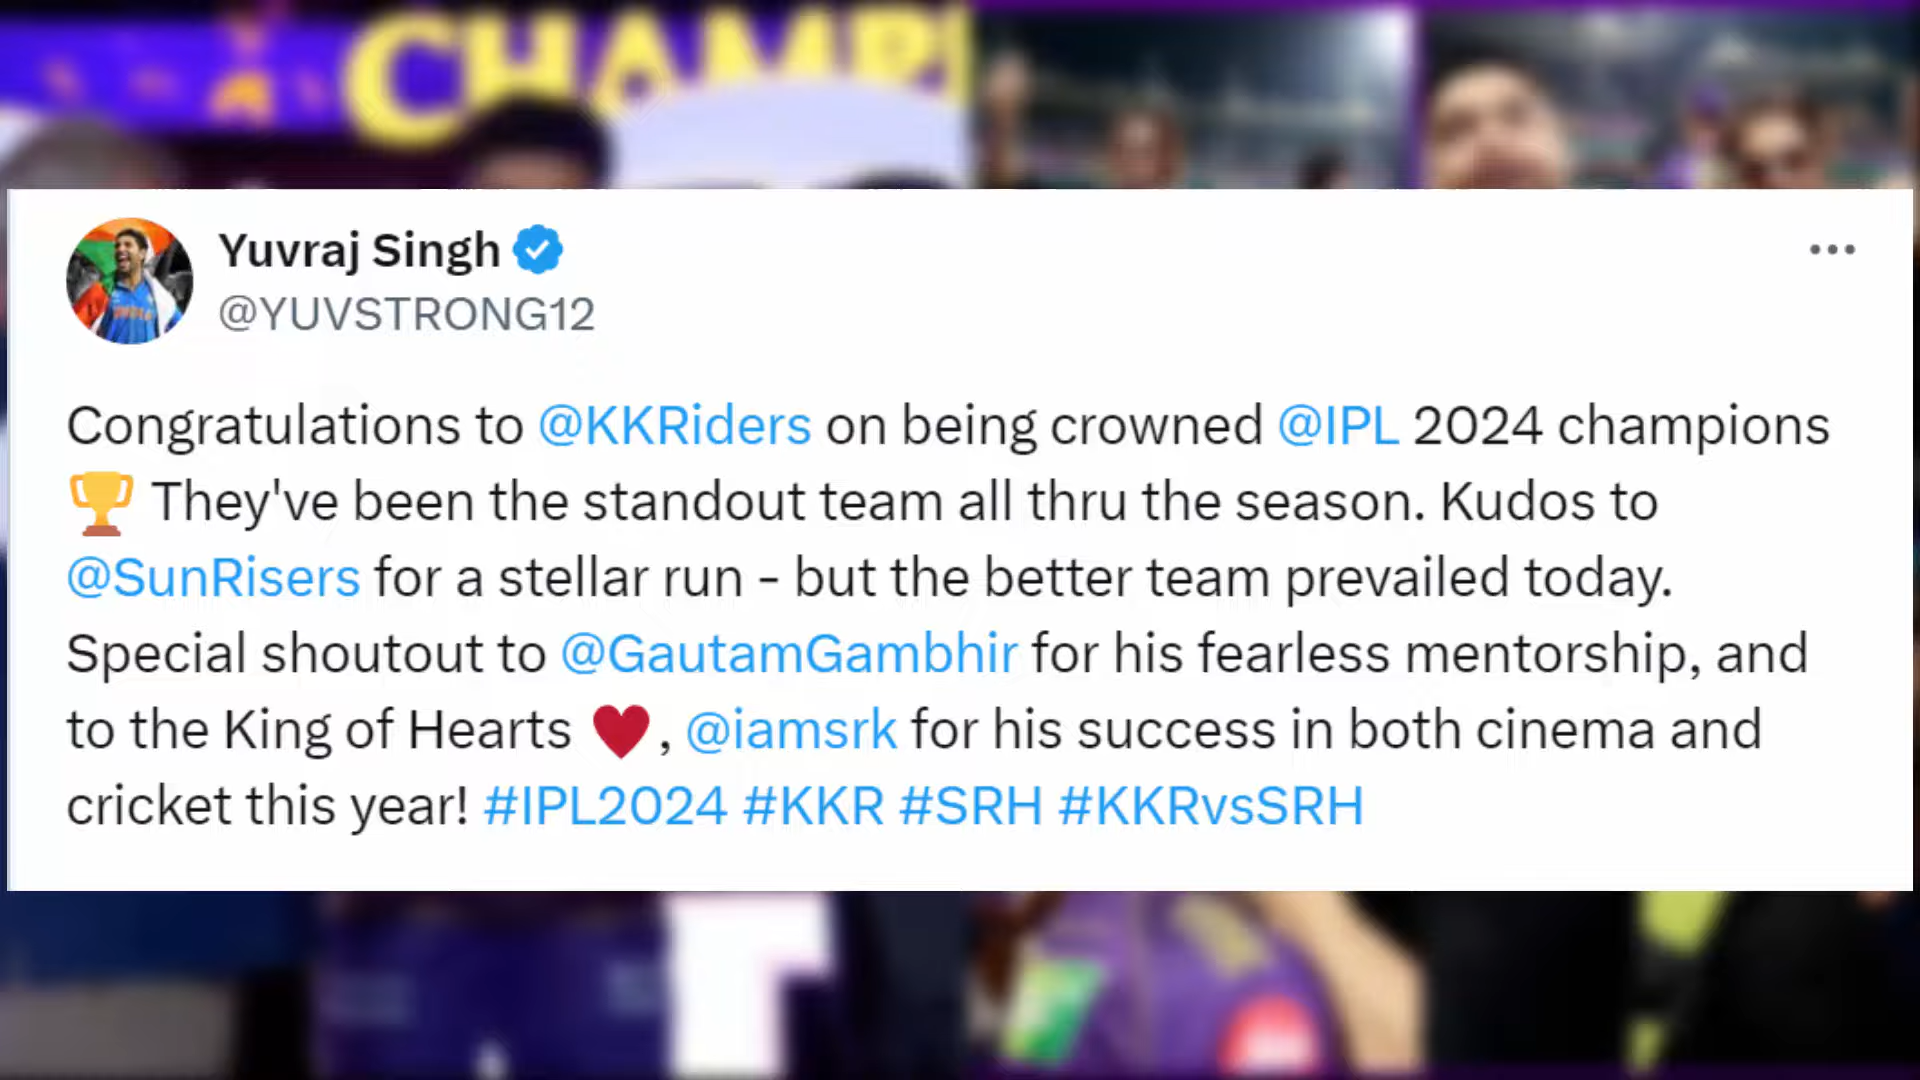 CHAMPI
Yuvraj Singh
@YUVSTRONG12
Congratulations to @KKRiders on being crowned @IPL 2024 champions
🏆 They've been the standout team all thru the season. Kudos to
@SunRisers for a stellar run - but the better team prevailed today.
Special shoutout to @GautamGambhir for his fearless mentorship, and
to the King of Hearts ♥️, @iamsrk for his success in both cinema and
cricket this year! #IPL2024 #KKR #SRH #KKRvsSRH